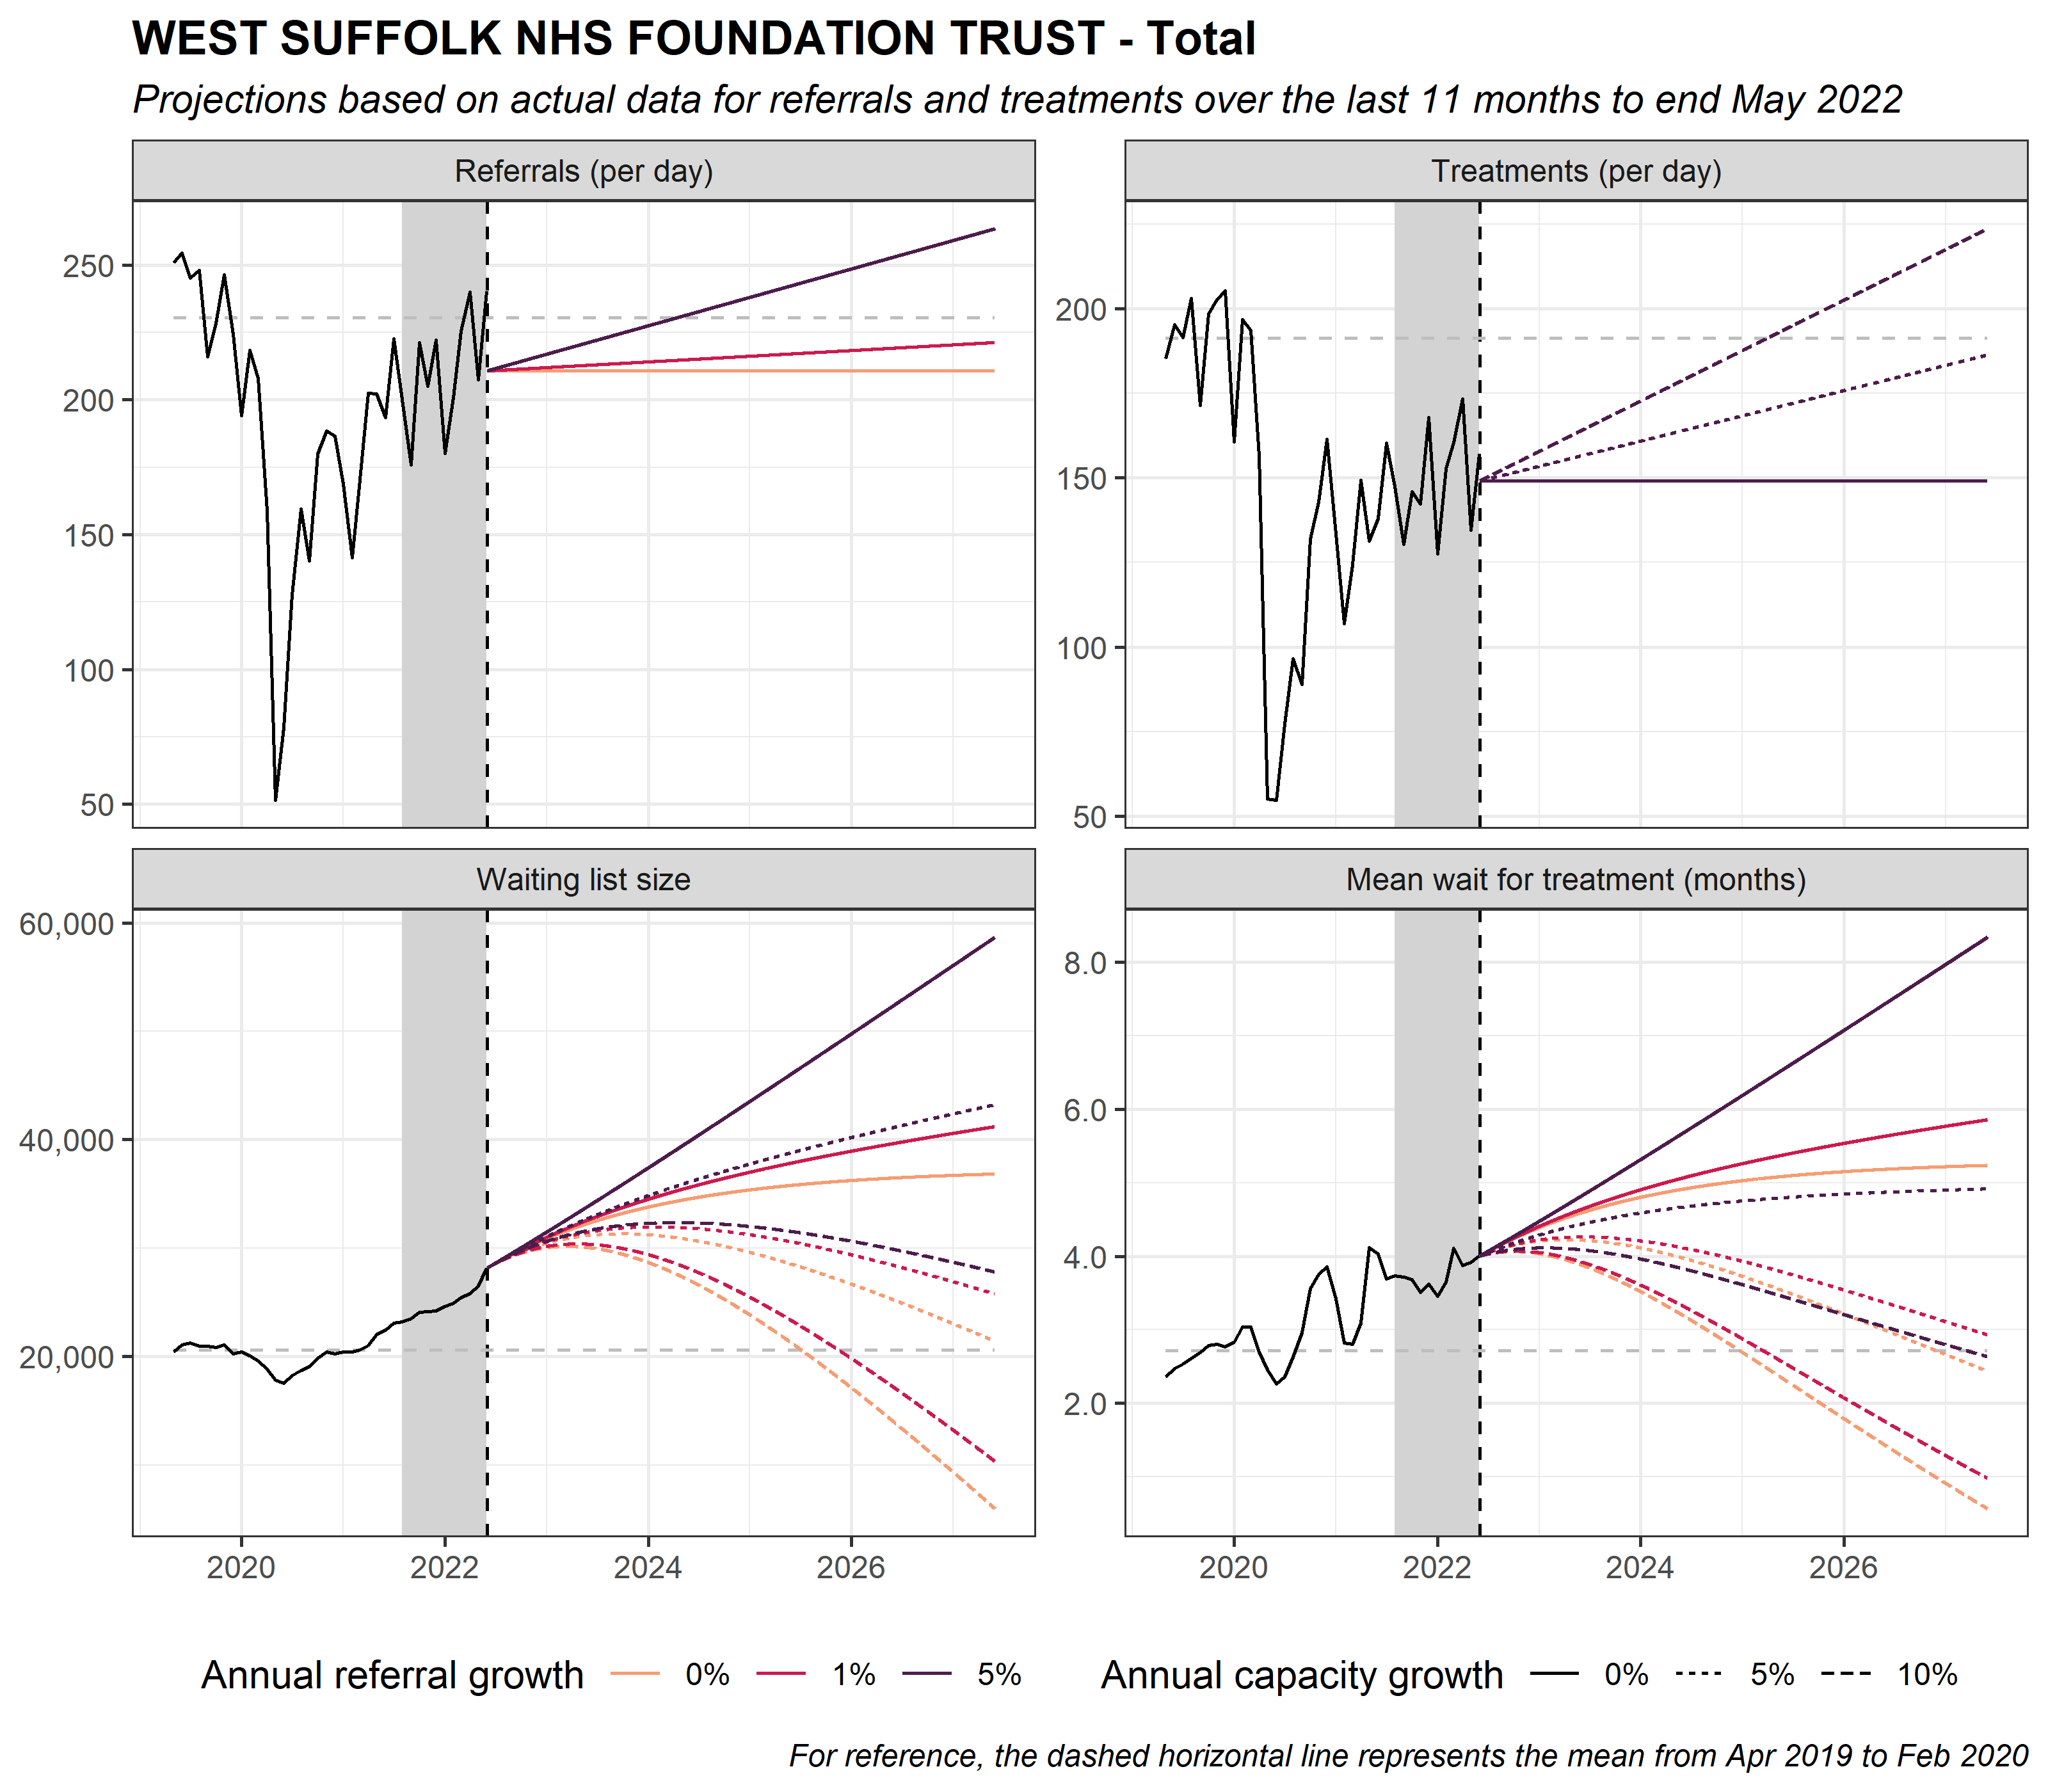 WEST SUFFOLK NHS FOUNDATION TRUST - Total
Projections based on actual data for referrals and treatments over the last 11 months to end May 2022
Referrals (per day)
250
200
150
100
50
Treatments (per day)
200
150
100
50
Waiting list size
60,000
40,000
20,000
2020 2022 2024 2026
Mean wait for treatment (months)
8.0
6.0
4.0
2.0
2020 2022 2024 2026
Annual referral growth 0% 1% 5%
Annual capacity growth 0% 5% 10%
For reference, the dashed horizontal line represents the mean from Apr 2019 to Feb 2020